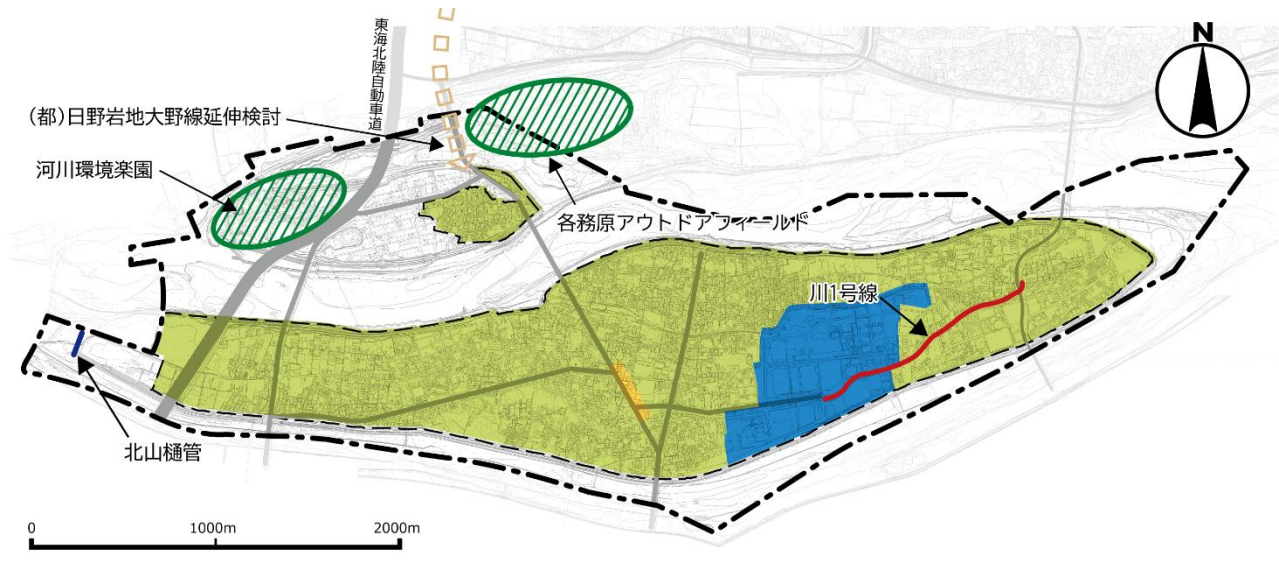 東海北陸自動車道
N
(都)日野岩地大野線延伸検討
河川環境楽園
各務原アウトドアフィールド
川1号線
北山樋管
0 1000m 2000m